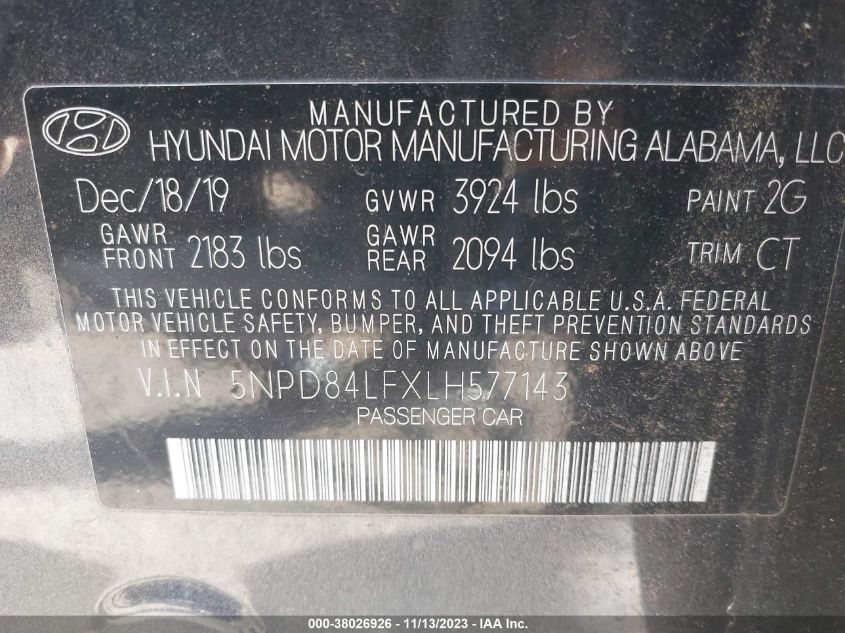 MANUFACTURED BY
HYUNDAI MOTOR MANUFACTURING ALABAMA, LLC
Dec/18/19 GVWR 3924 lbs PAINT 2G
GAWR FRONT 2183 lbs GAWR REAR 2094 lbs TRIM CT
THIS VEHICLE CONFORMS TO ALL APPLICABLE U.S.A. FEDERAL
MOTOR VEHICLE SAFETY, BUMPER, AND THEFT PREVENTION STANDARDS
IN EFFECT ON THE DATE OF MANUFACTURE SHOWN ABOVE
V.I.N 5NPD84LFXLH577143
PASSENGER CAR
000-38026926 - 11/13/2023 - IAA Inc.